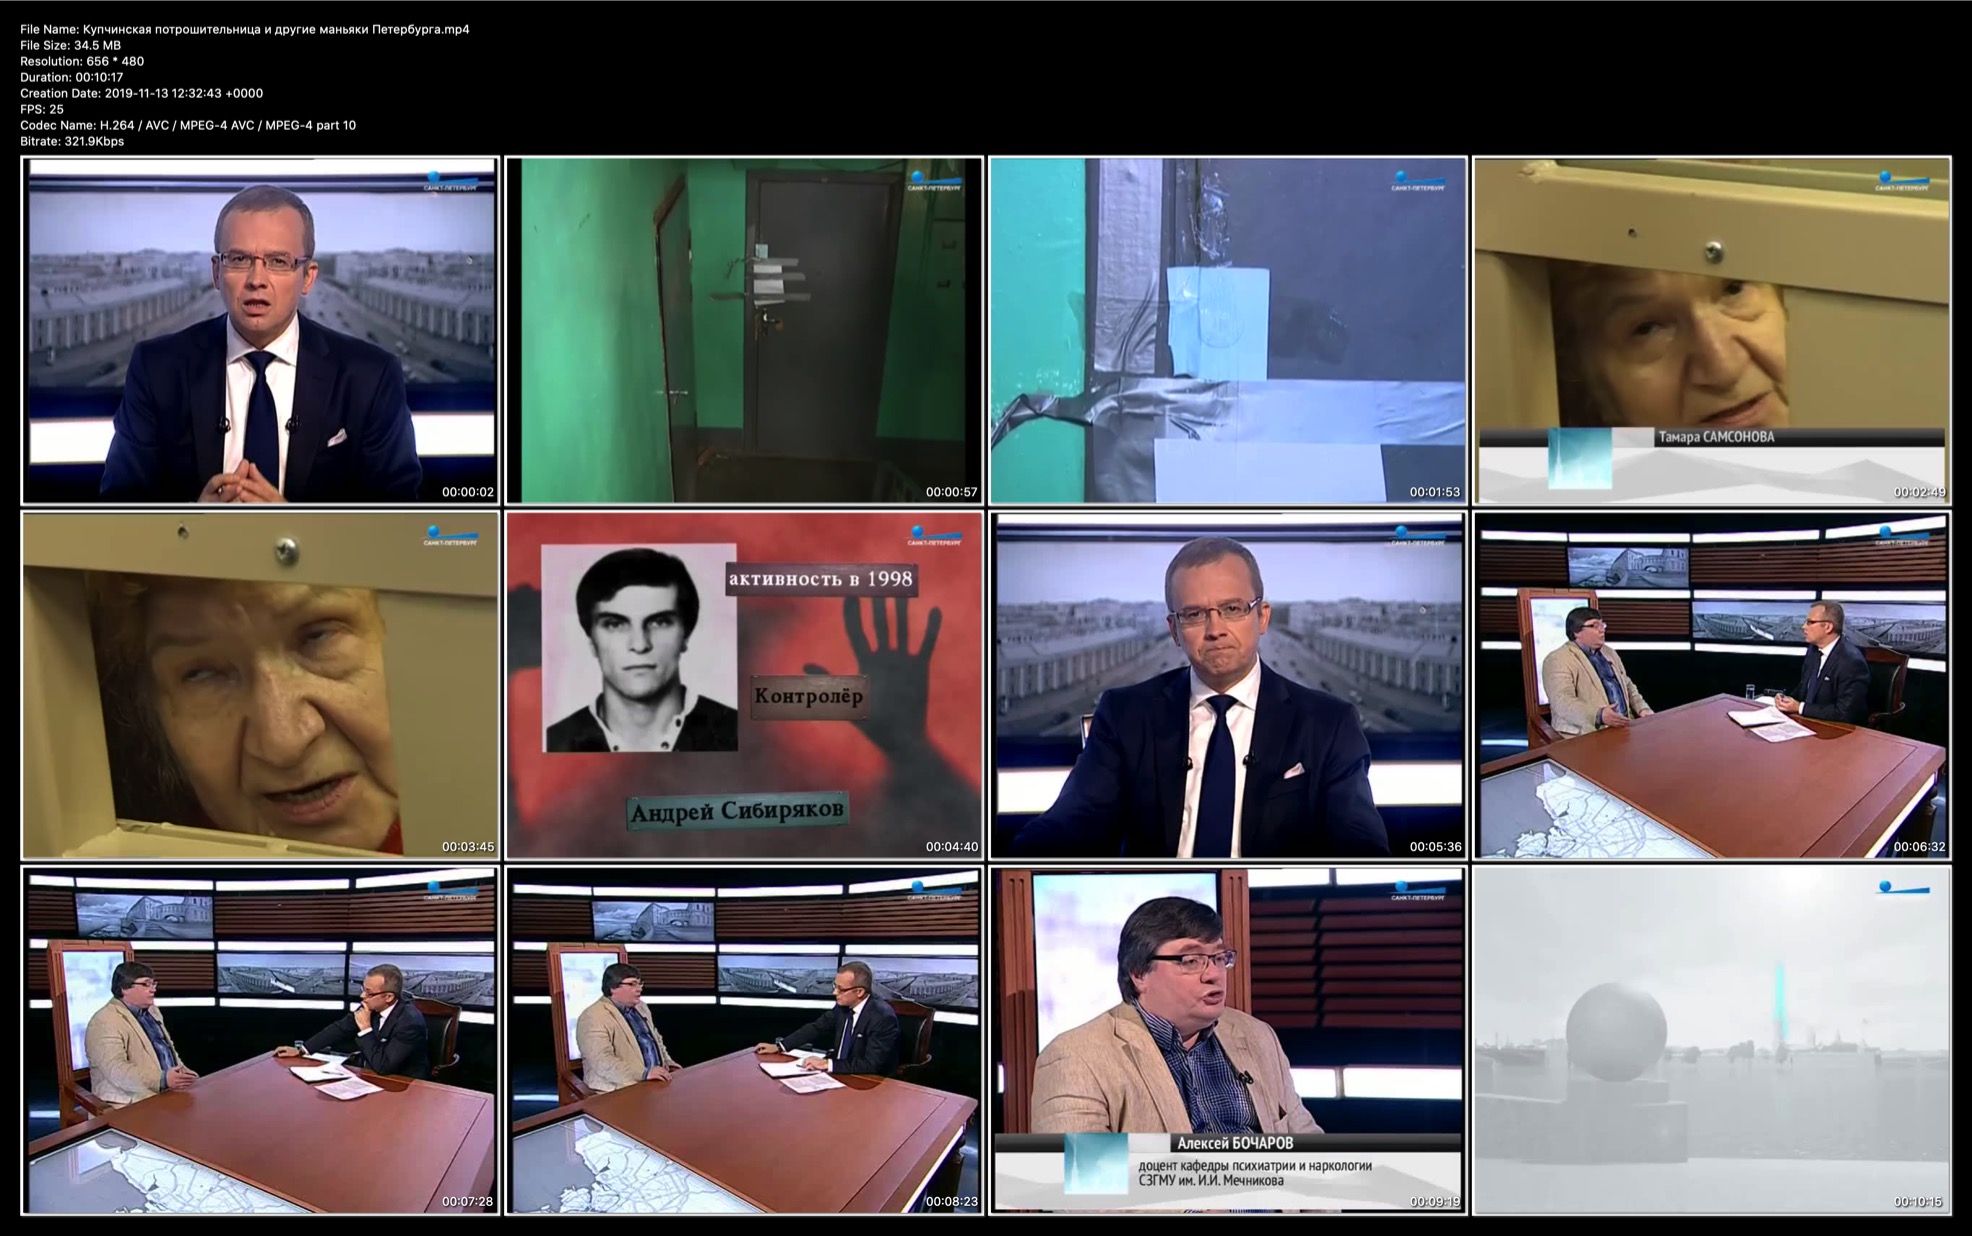 File Name: Купчинская потрошительница и другие маньяки Петербурга.mp4
File Size: 34.5 MB
Resolution: 656 * 480
Duration: 00:10:17
Creation Date: 2019-11-13 12:32:43 +0000
FPS: 25
Codec Name: H.264 / AVC / MPEG-4 AVC / MPEG-4 part 10
Bitrate: 321.9Kbps
САНКТ-ПЕТЕРБУРГ
00:00:02
САНКТ-ПЕТЕРБУРГ
00:00:57
САНКТ-ПЕТЕРБУРГ
00:01:53
САНКТ-ПЕТЕРБУРГ
Тамара САМСОНОВА
00:02:49
САНКТ-ПЕТЕРБУРГ
00:03:45
САНКТ-ПЕТЕРБУРГ
активность в 1998
Контролёр
Андрей Сибиряков
00:04:40
САНКТ-ПЕТЕРБУРГ
00:05:36
САНКТ-ПЕТЕРБУРГ
00:06:32
САНКТ-ПЕТЕРБУРГ
00:07:28
САНКТ-ПЕТЕРБУРГ
00:08:23
САНКТ-ПЕТЕРБУРГ
Алексей БОЧАРОВ
доцент кафедры психиатрии и наркологии
СЗГМУ им. И.И. Мечникова
00:09:19
00:10:15